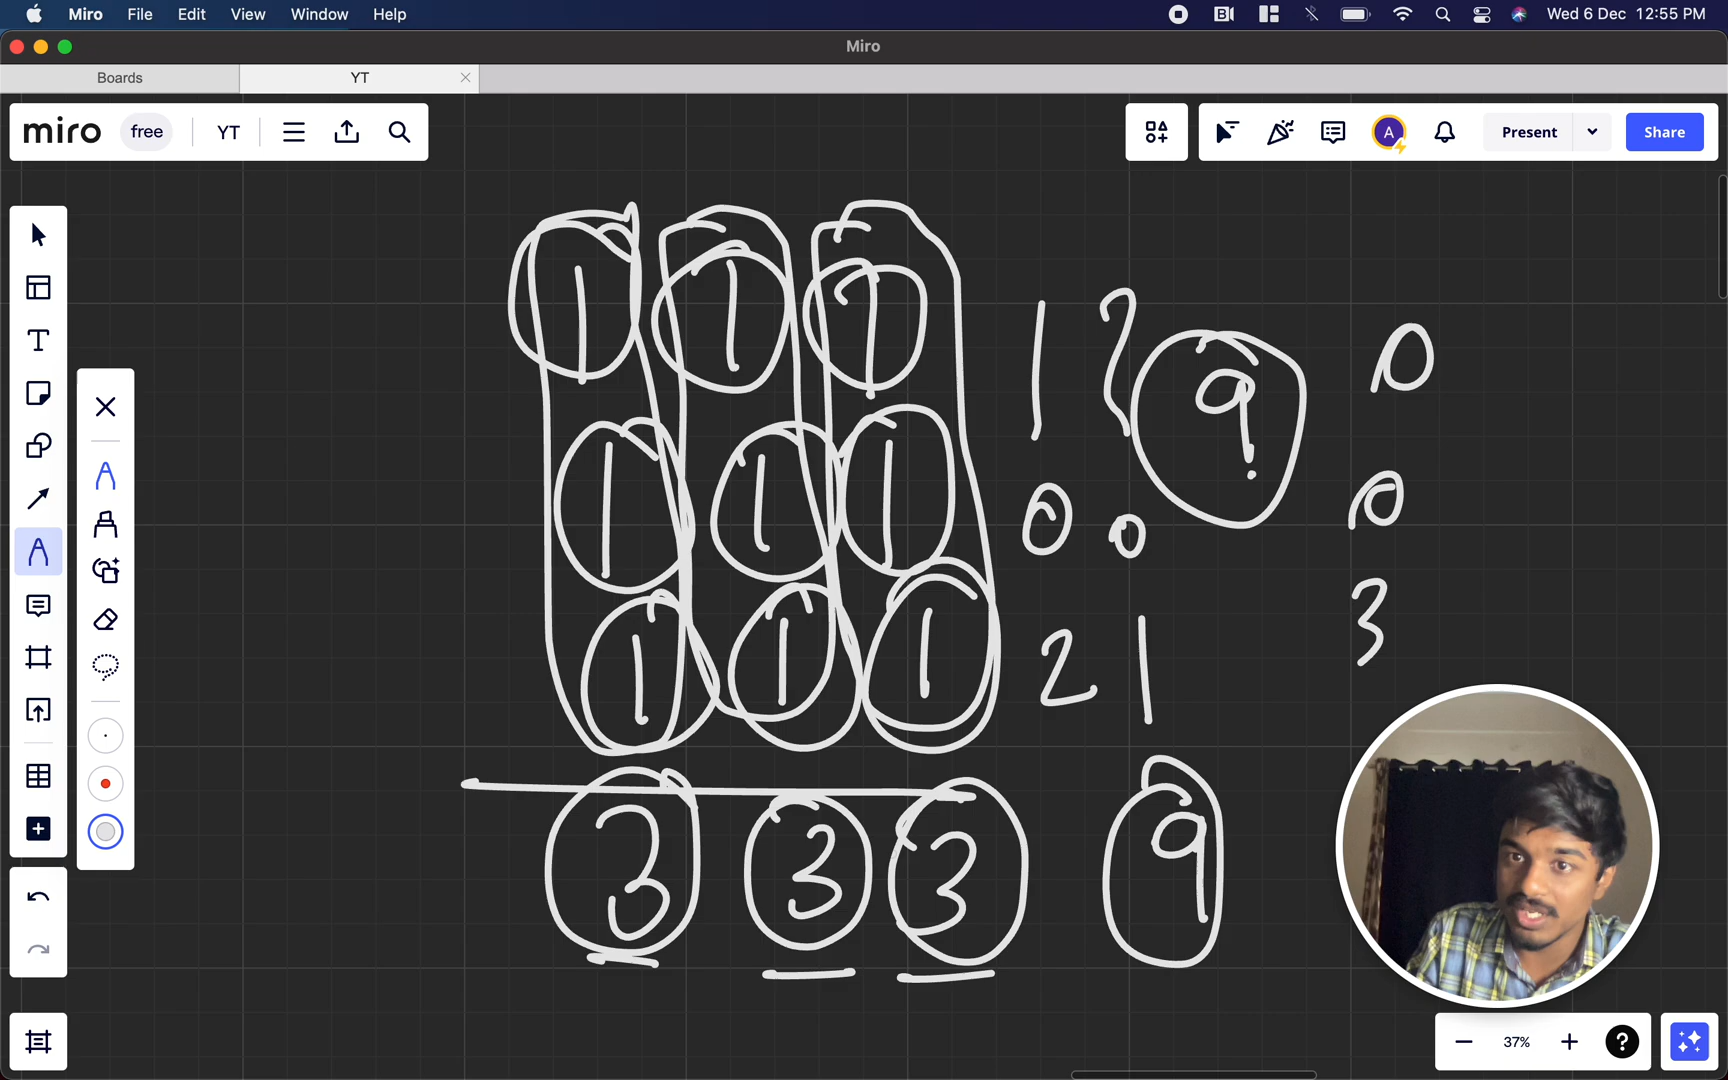 Miro File Edit View Window Help Wed 6 Dec 12:55 PM
Miro
Boards YT
miro free YT Present Share
A
1 1 1 1 ? 9 0
1 1 1 0 0 0
1 1 1 2 1 3
3 3 3 9
37%